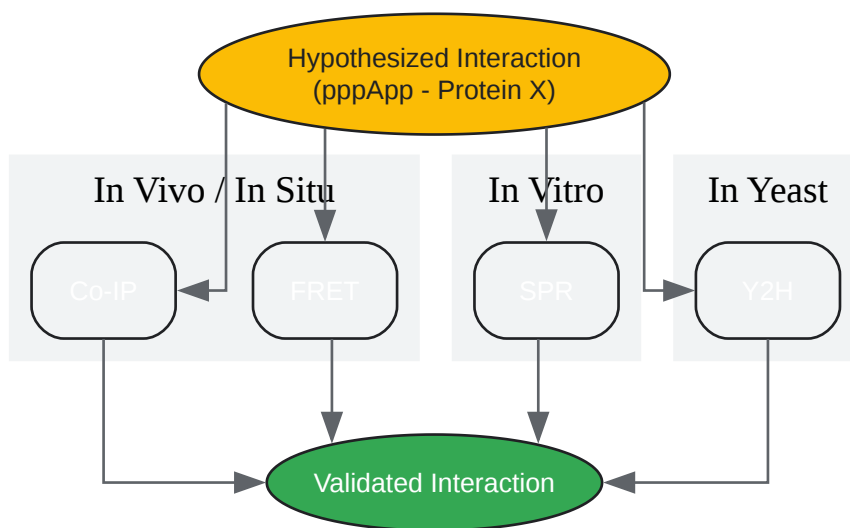 Hypothesized Interaction
(pppApp - Protein X)
In Vivo / In Situ
In Vitro
In Yeast
Co-IP
FRET
SPR
Y2H
Validated Interaction